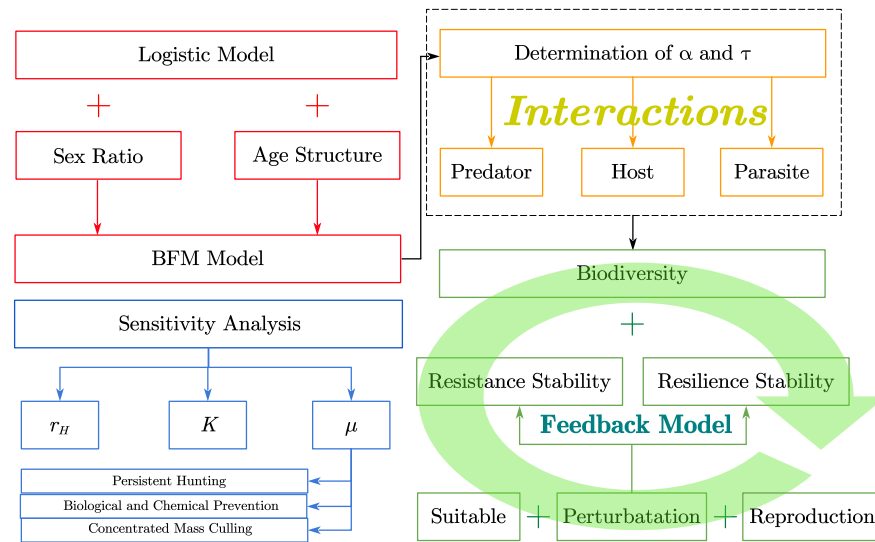 Logistic Model
+ +
Sex Ratio
Age Structure
BFM Model
Determination of α and τ
Interactions
Predator
Host
Parasite
Biodiversity
+
Resistance Stability
Resilience Stability
Feedback Model
Suitable + Perturbatation + Reproduction
Sensitivity Analysis
r_H
K
μ
Persistent Hunting
Biological and Chemical Prevention
Concentrated Mass Culling